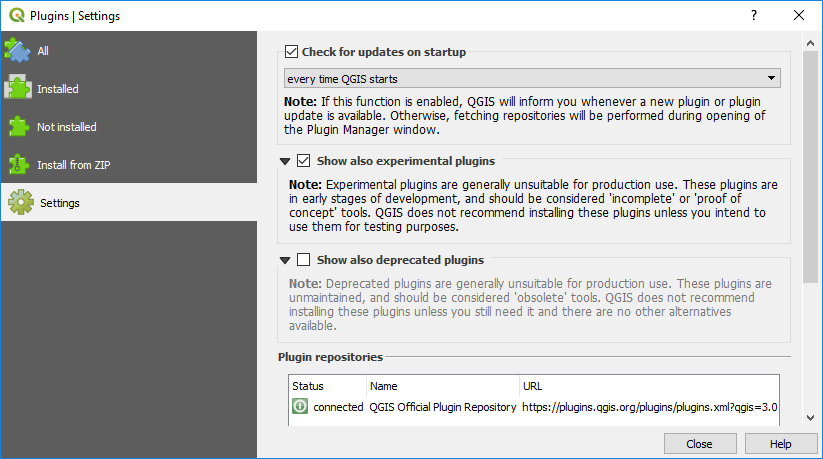 Plugins | Settings
?
All
Installed
Not installed
Install from ZIP
Settings
Check for updates on startup
every time QGIS starts
Note: If this function is enabled, QGIS will inform you whenever a new plugin or plugin
update is available. Otherwise, fetching repositories will be performed during opening of
the Plugin Manager window.
Show also experimental plugins
Note: Experimental plugins are generally unsuitable for production use. These plugins are
in early stages of development, and should be considered 'incomplete' or 'proof of
concept' tools. QGIS does not recommend installing these plugins unless you intend to
use them for testing purposes.
Show also deprecated plugins
Note: Deprecated plugins are generally unsuitable for production use. These plugins are
unmaintained, and should be considered 'obsolete' tools. QGIS does not recommend
installing these plugins unless you still need it and there are no other alternatives
available.
Plugin repositories
Status Name URL
connected QGIS Official Plugin Repository https://plugins.qgis.org/plugins/plugins.xml?qgis=3.0
Close Help